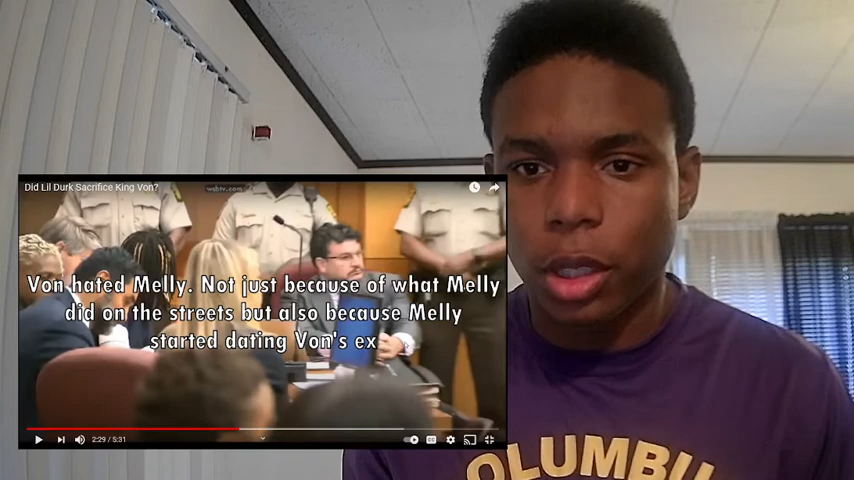 Did Lil Durk Sacrifice King Von?
wsbtv.com
Von hated Melly. Not just because of what Melly
did on the streets but also because Melly
started dating Von's ex
2:29 / 5:31
OLUMBU